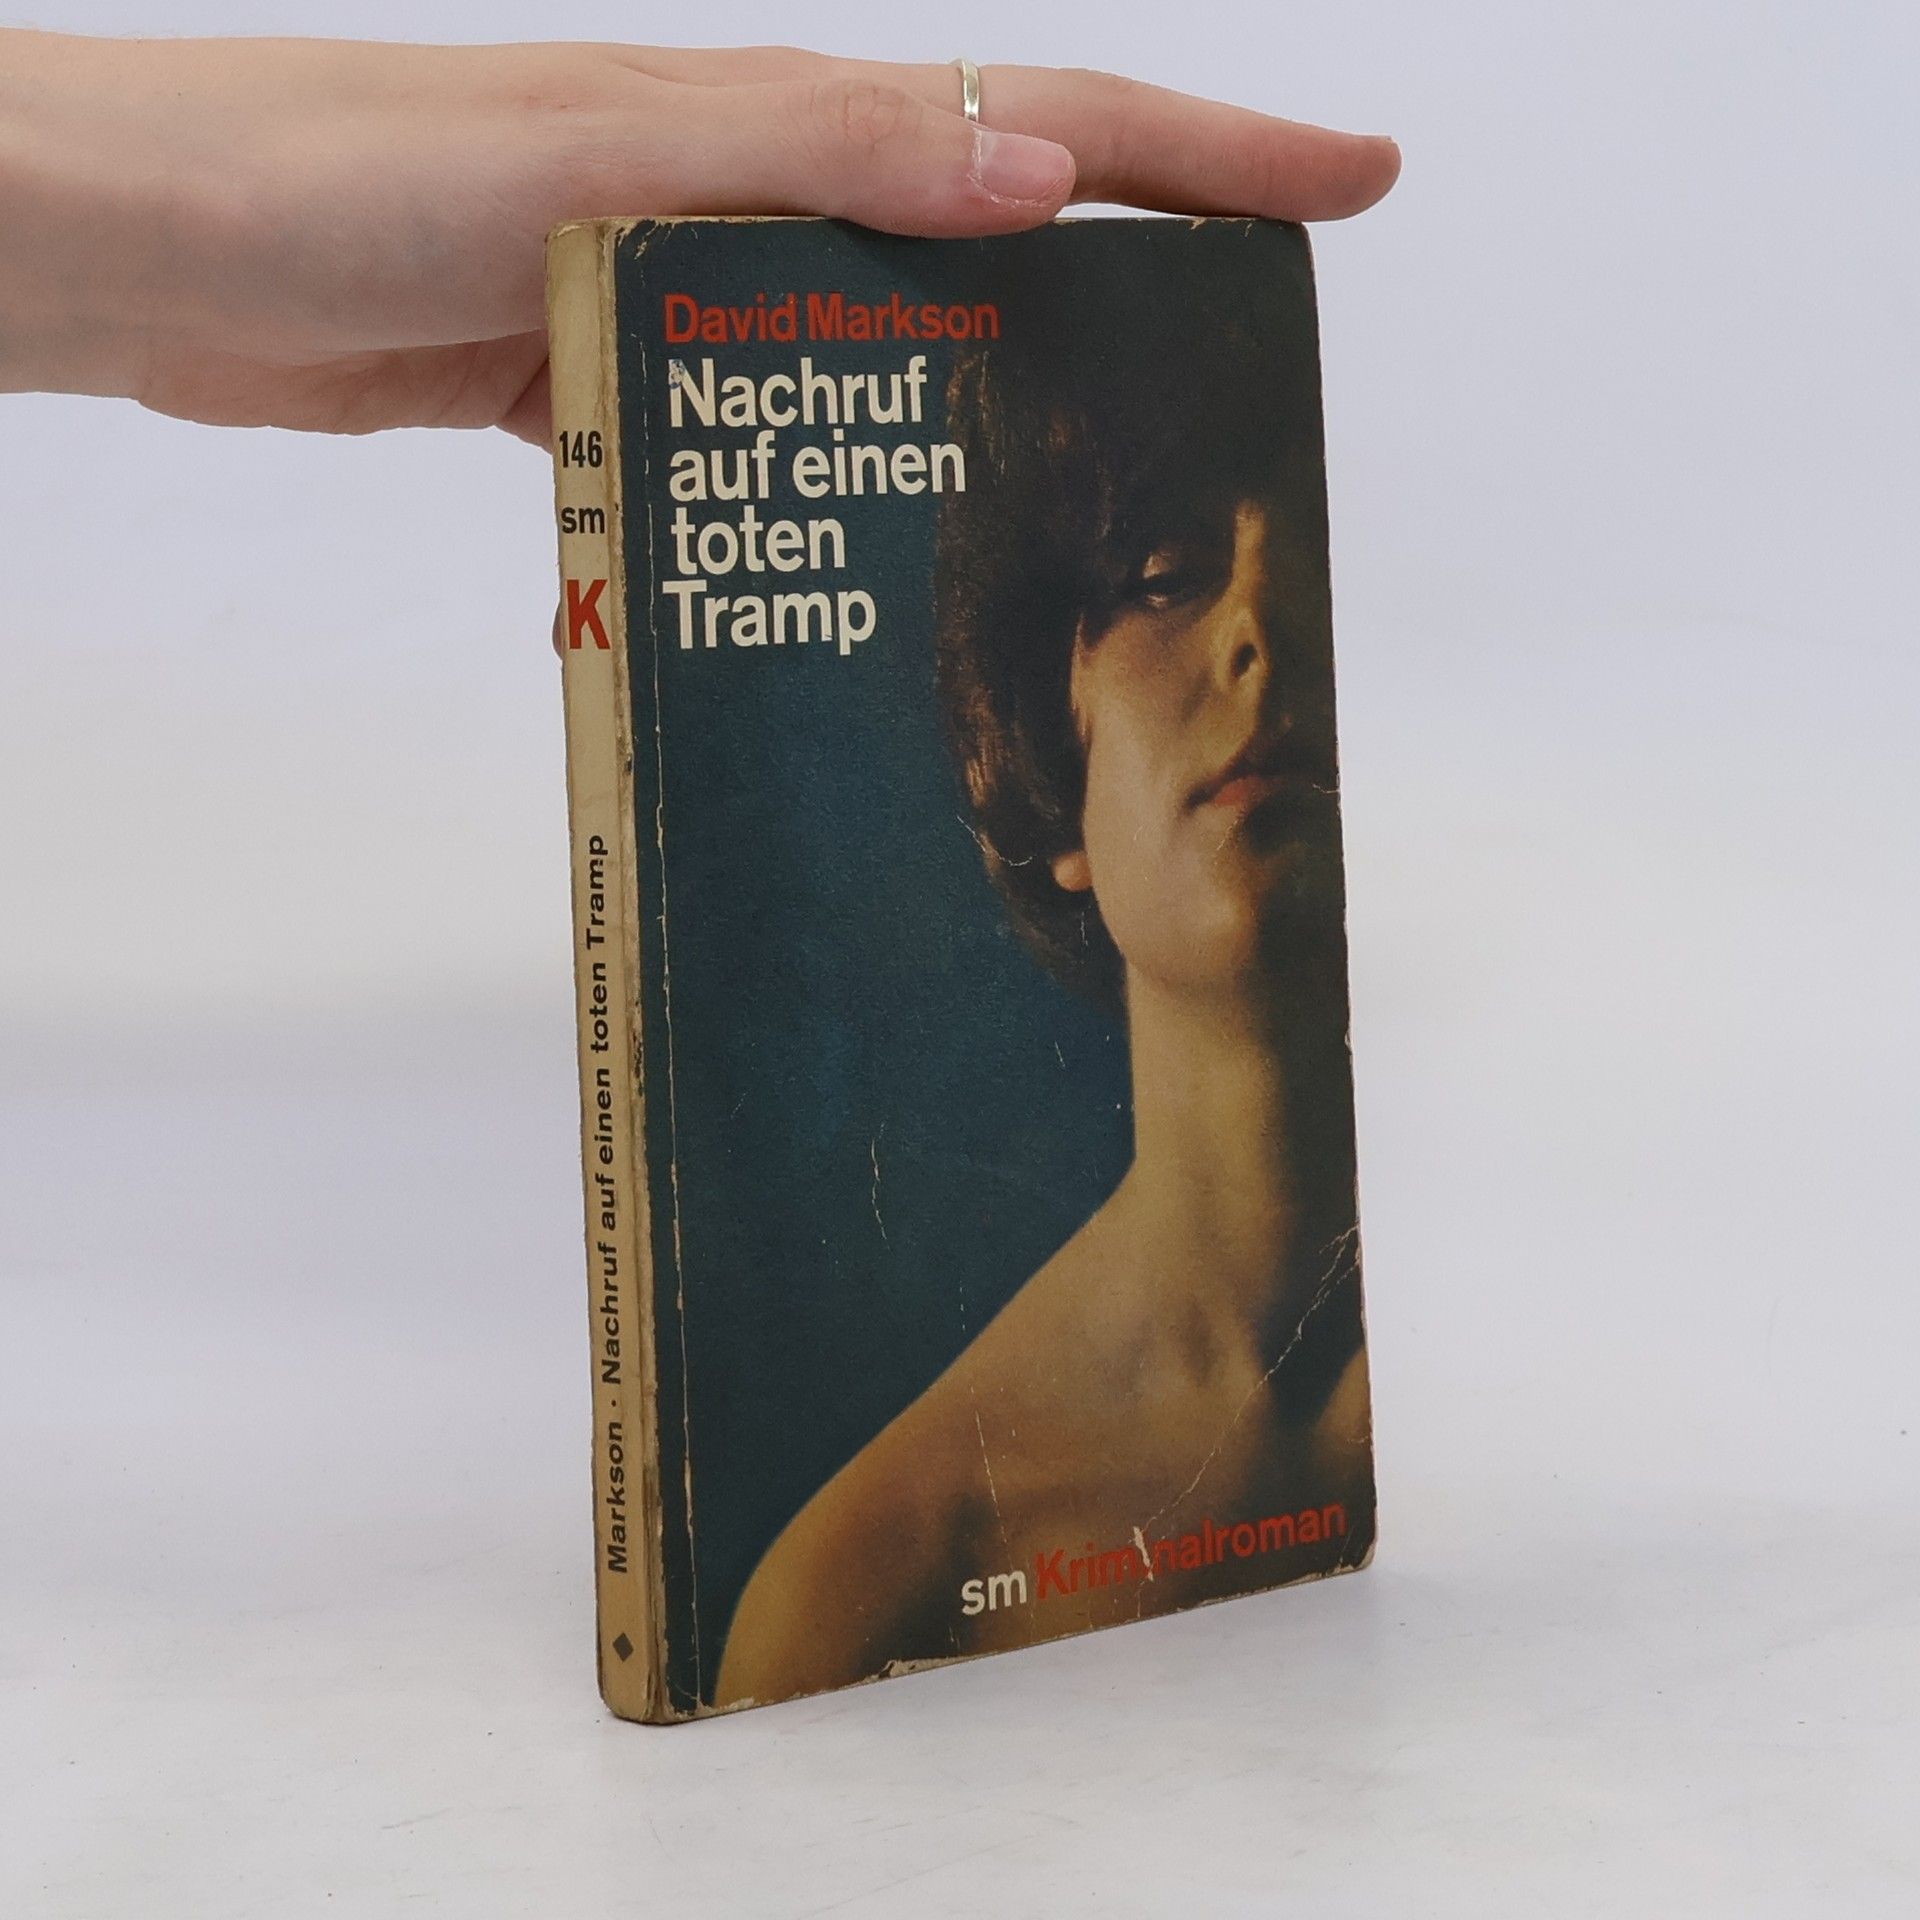 David Markson
Nachruf
auf einen
toten
Tramp
sm Kriminalroman
146
sm
K
Markson · Nachruf auf einen toten Tramp